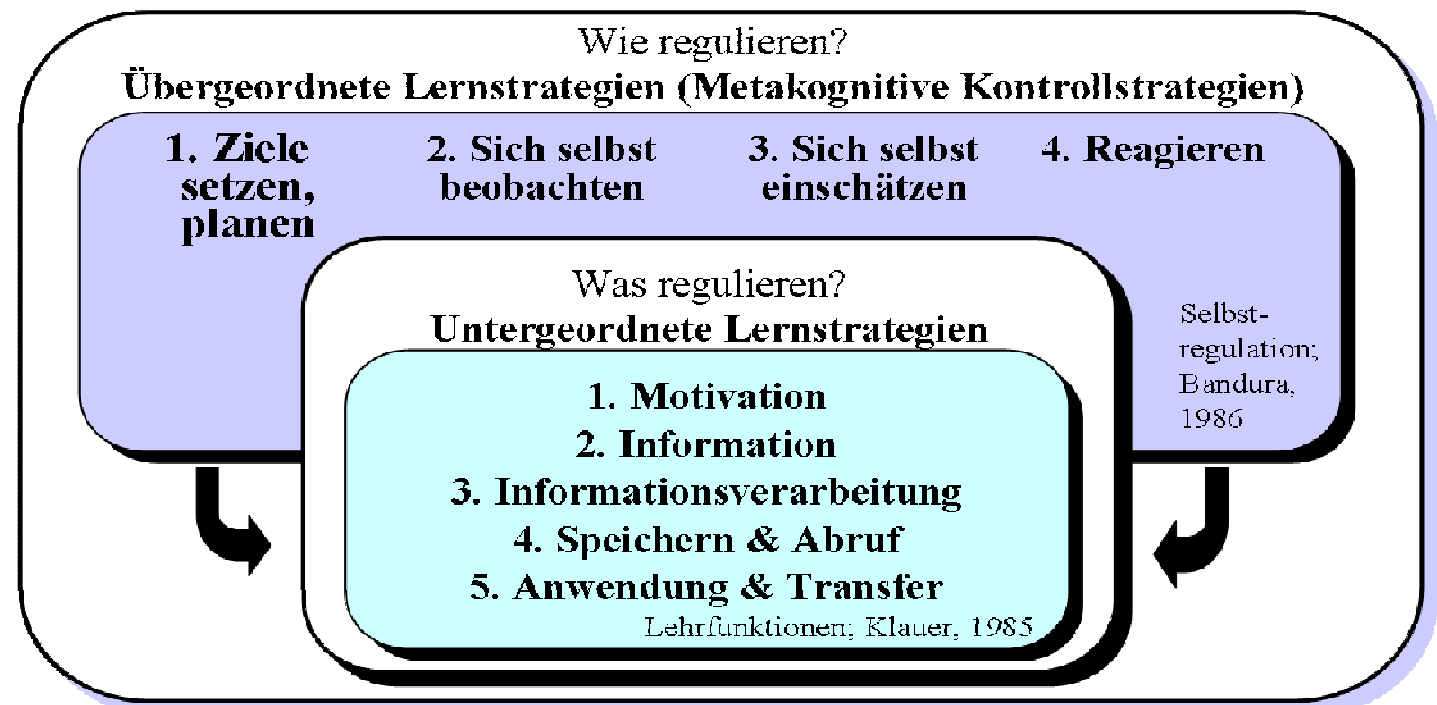 Wie regulieren?
Übergeordnete Lernstrategien (Metakognitive Kontrollstrategien)
1. Ziele
setzen,
planen
2. Sich selbst
beobachten
3. Sich selbst
einschätzen
4. Reagieren
Was regulieren?
Untergeordnete Lernstrategien
1. Motivation
2. Information
3. Informationsverarbeitung
4. Speichern & Abruf
5. Anwendung & Transfer
Lehrfunktionen; Klauer, 1985
Selbst-
regulation;
Bandura,
1986